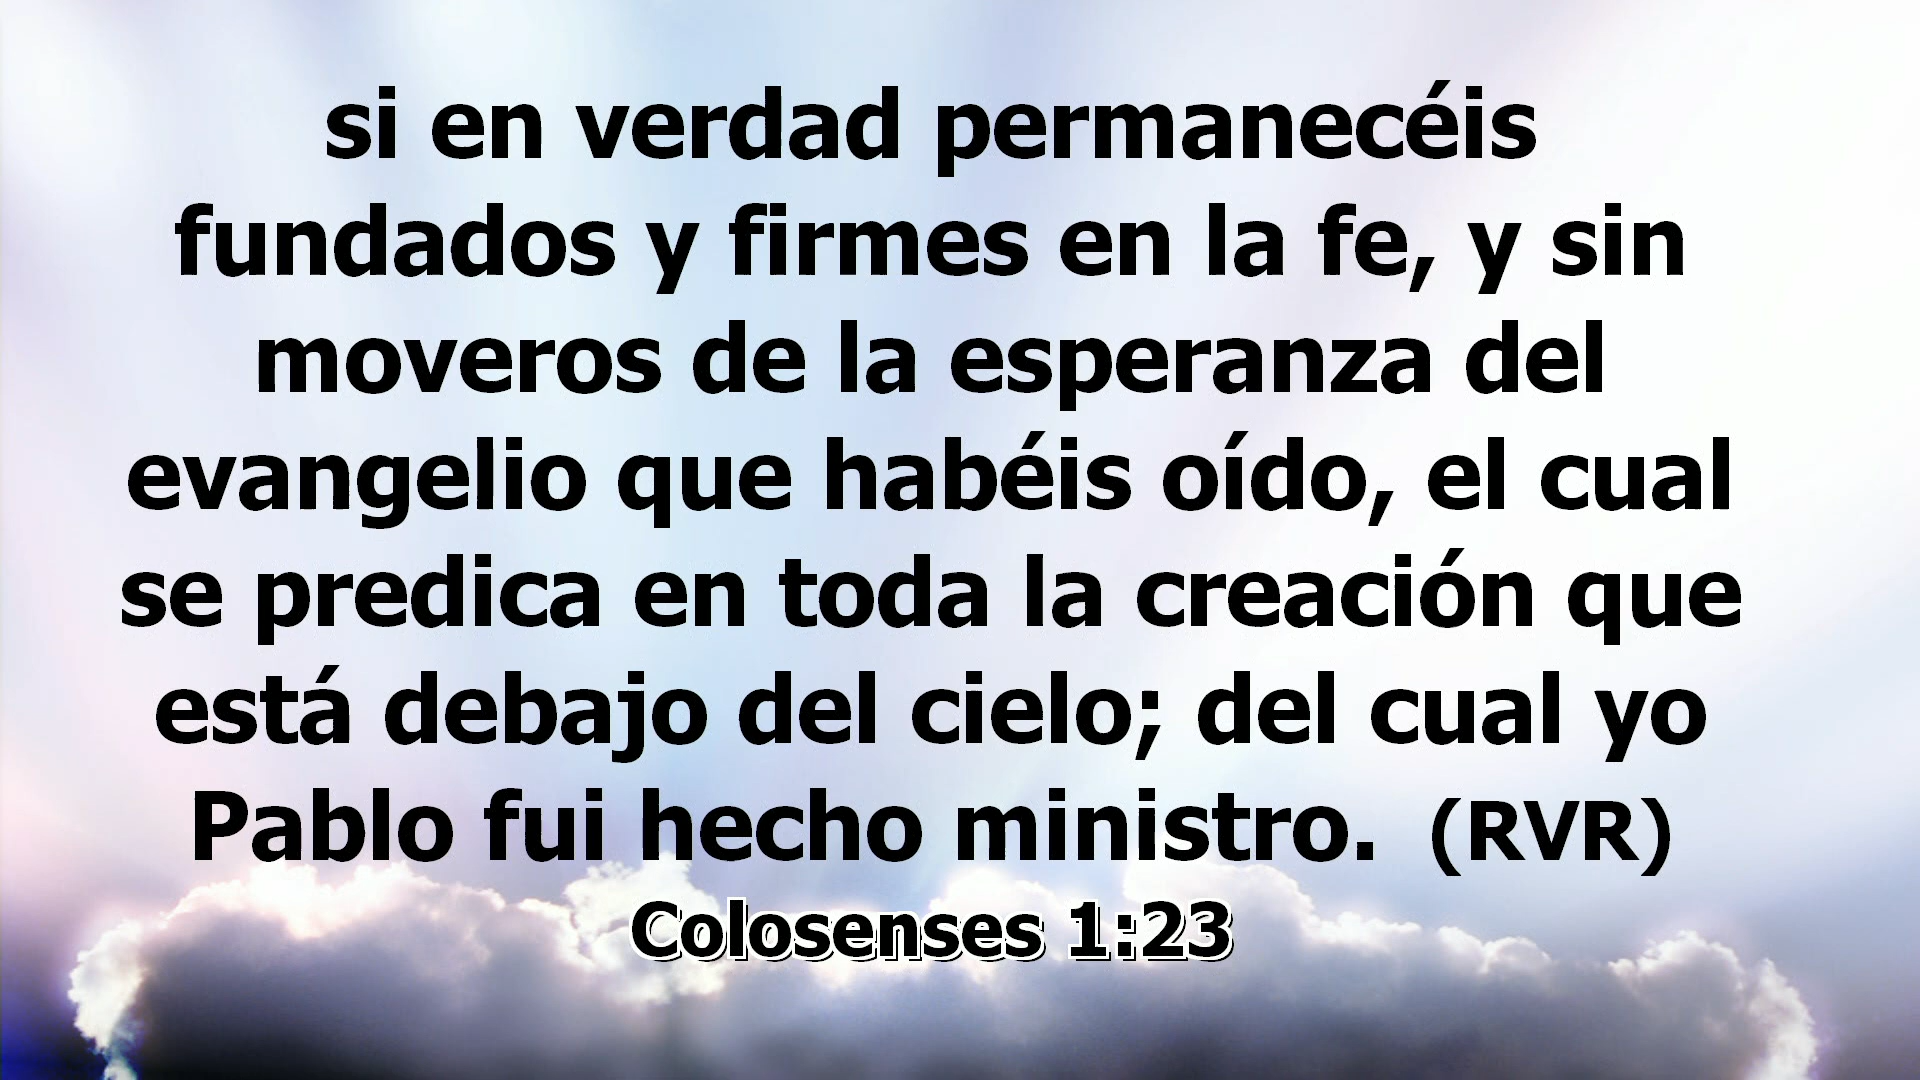 si en verdad permanecéis
fundados y firmes en la fe, y sin
moveros de la esperanza del
evangelio que habéis oído, el cual
se predica en toda la creación que
está debajo del cielo; del cual yo
Pablo fui hecho ministro. (RVR)
Colosenses 1:23